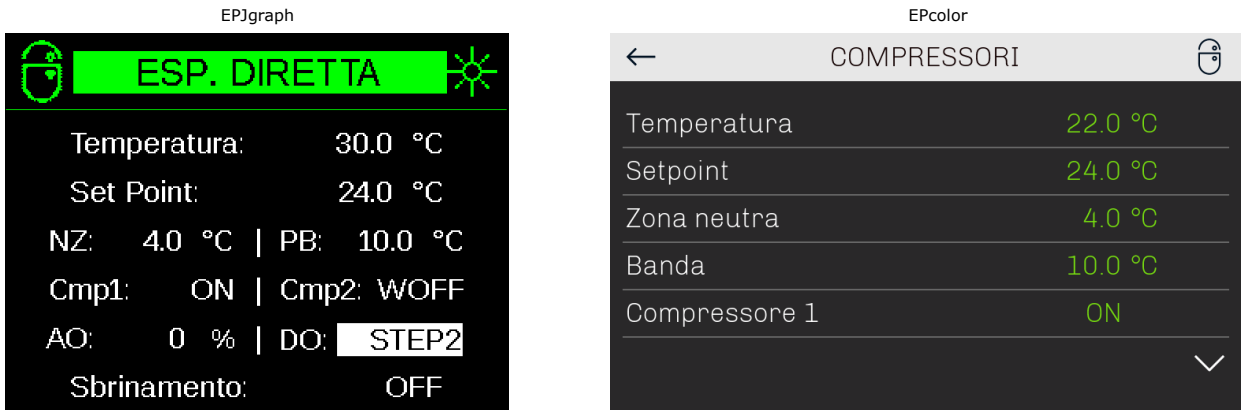 EPJgraph
ESP. DIRETTA
Temperatura: 30.0 °C
Set Point: 24.0 °C
NZ: 4.0 °C | PB: 10.0 °C
Cmp1: ON | Cmp2: WOFF
AO: 0 % | DO: STEP2
Sbrinamento: OFF
EPcolor
COMPRESSORI
Temperatura 22.0 °C
Setpoint 24.0 °C
Zona neutra 4.0 °C
Banda 10.0 °C
Compressore 1 ON